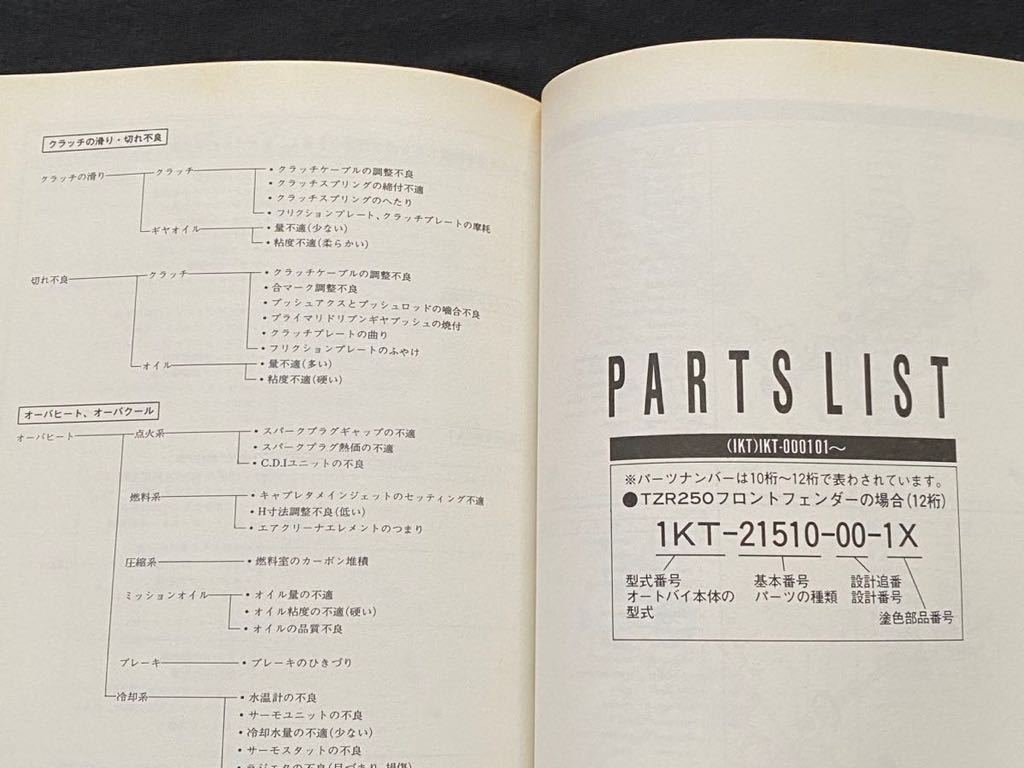 クラッチの滑り・切れ不良
クラッチの滑り
クラッチ
・クラッチケーブルの調整不良
・クラッチスプリングの締付不適
・クラッチスプリングのへたり
・フリクションプレート、クラッチプレートの摩耗
ギヤオイル
・量不適(少ない)
・粘度不適(柔らかい)
切れ不良
クラッチ
・クラッチケーブルの調整不良
・合マーク調整不良
・プッシュアクスとプッシュロッドの噛合不良
・プライマリドリブンギヤブッシュの焼付
・クラッチプレートの曲り
・フリクションプレートのふやけ
オイル
・量不適(多い)
・粘度不適(硬い)
オーバヒート、オーバクール
オーバヒート
点火系
・スパークプラグギャップの不適
・スパークプラグ熱価の不適
・C.D.Iユニットの不良
燃料系
・キャブレタメインジェットのセッティング不適
・H寸法調整不良(低い)
・エアクリーナエレメントのつまり
圧縮系
・燃料室のカーボン堆積
ミッションオイル
・オイル量の不適
・オイル粘度の不適(硬い)
・オイルの品質不良
ブレーキ
・ブレーキのひきづり
冷却系
・水温計の不良
・サーモユニットの不良
・冷却水量の不適(少ない)
・サーモスタットの不良
・ラジエタの不良(目づまり、損傷)
PARTS LIST
(1KT)1KT-000101〜
※パーツナンバーは10桁〜12桁で表わされています。
●TZR250フロントフェンダーの場合(12桁)
1KT-21510-00-1X
型式番号
オートバイ本体の
型式
基本番号
パーツの種類
設計追番
設計番号
塗色部品番号